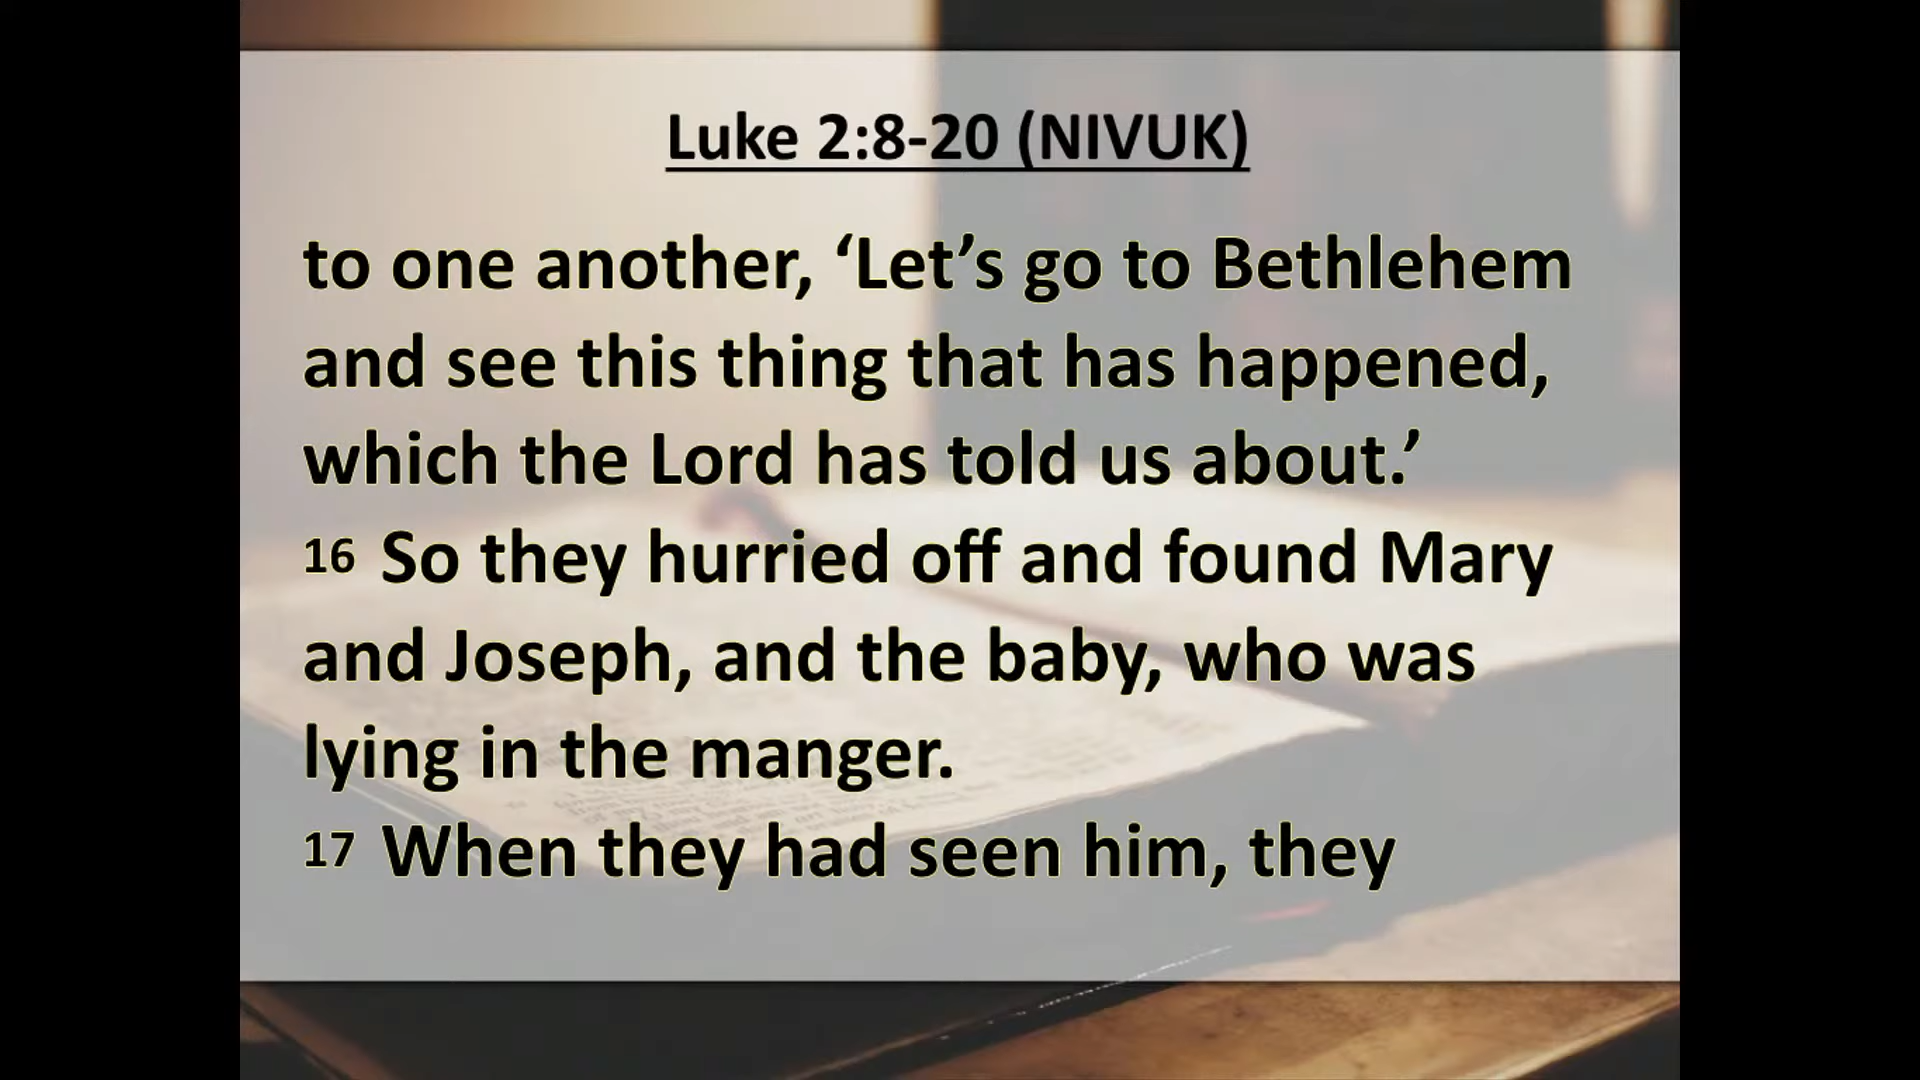 Luke 2:8-20 (NIVUK)
to one another, ‘Let’s go to Bethlehem
and see this thing that has happened,
which the Lord has told us about.’
16 So they hurried off and found Mary
and Joseph, and the baby, who was
lying in the manger.
17 When they had seen him, they